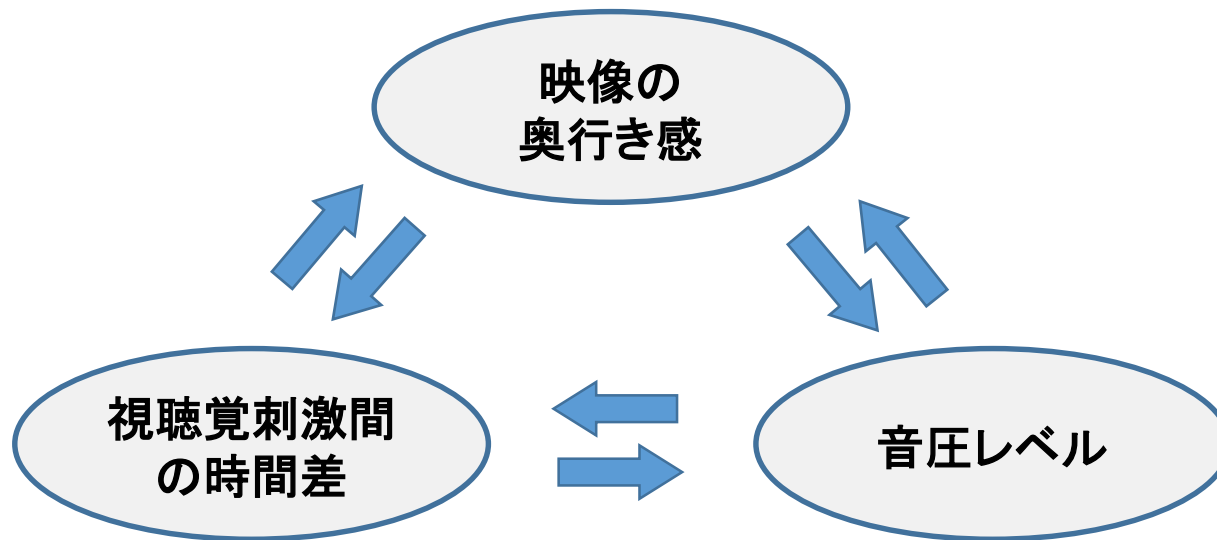 映像の
奥行き感
視聴覚刺激間
の時間差
音圧レベル